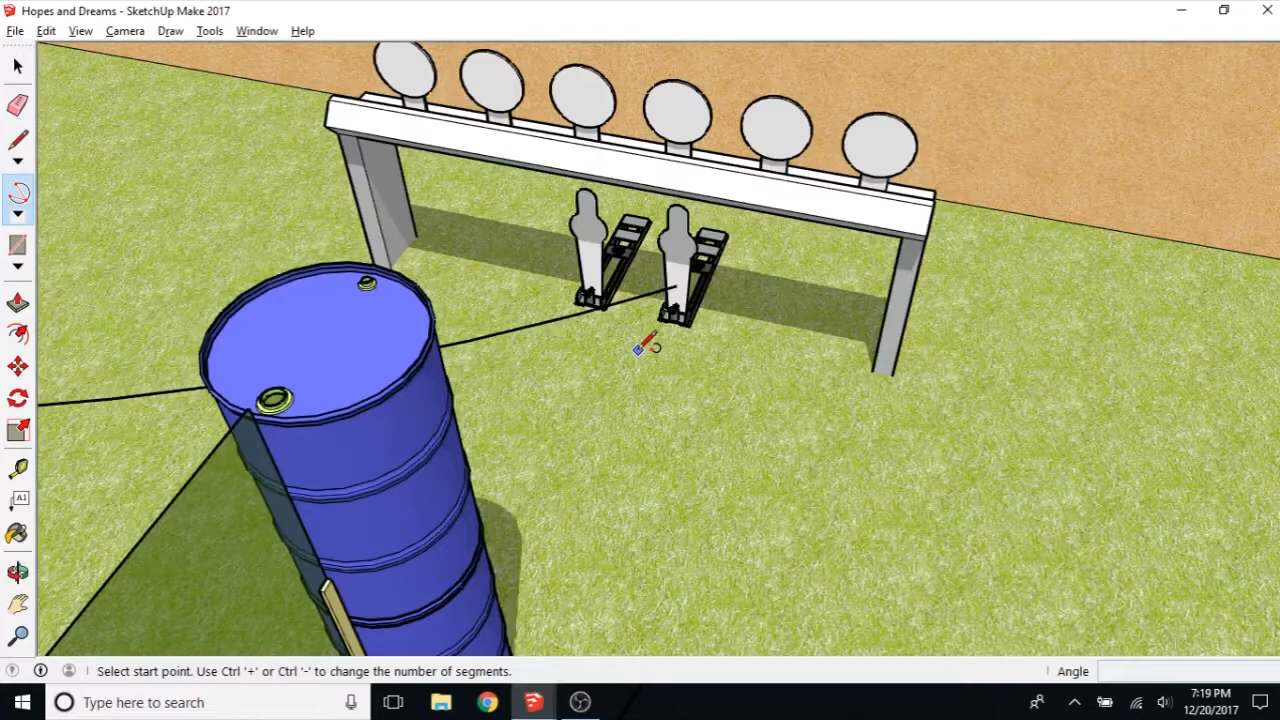 Hopes and Dreams - SketchUp Make 2017
File Edit View Camera Draw Tools Window Help
A1
Select start point. Use Ctrl '+' or Ctrl '-' to change the number of segments.
Angle
Type here to search
7:19 PM
12/20/2017